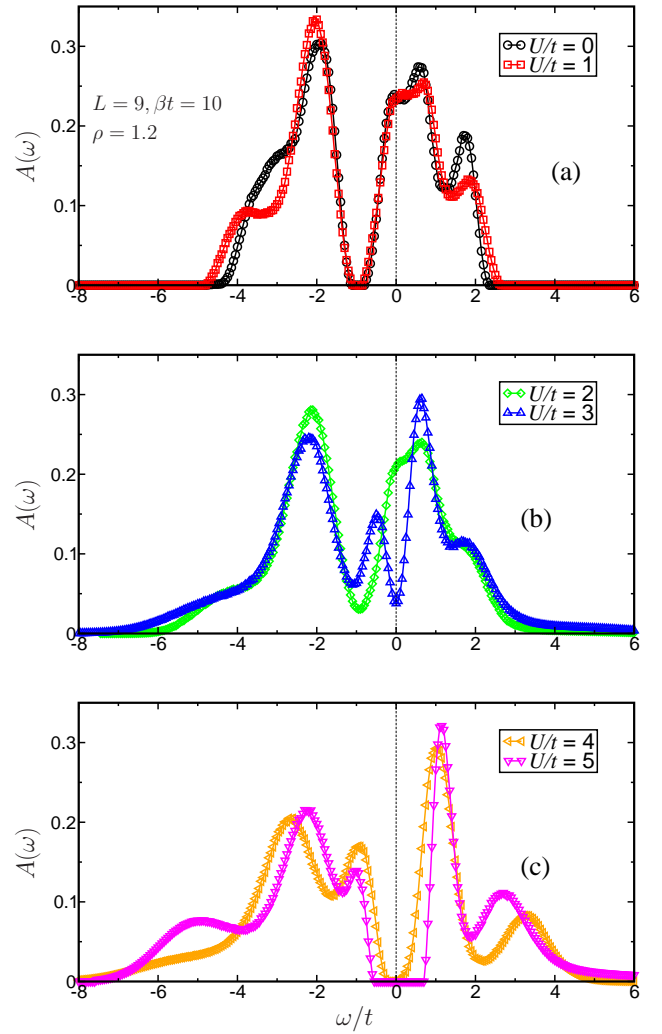 0.3
0.2
0.1
0
A(ω)
U/t = 0
U/t = 1
L = 9, βt = 10
ρ = 1.2
(a)
-8 -6 -4 -2 0 2 4 6
0.3
0.2
0.1
0
A(ω)
U/t = 2
U/t = 3
(b)
-8 -6 -4 -2 0 2 4 6
0.3
0.2
0.1
0
A(ω)
U/t = 4
U/t = 5
(c)
-8 -6 -4 -2 0 2 4 6
ω/t